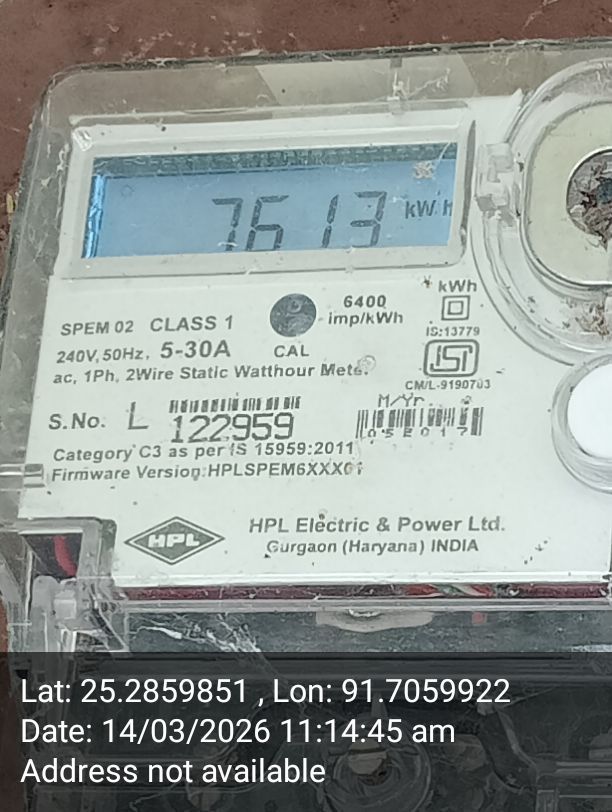 7613 kWh
kWh
6400
imp/kWh
SPEM 02 CLASS 1
IS:13779
240V, 50Hz, 5-30A CAL
ISI
ac, 1Ph, 2Wire Static Watthour Meter
CM/L-9190703
M/Yr.
S.No. L 122959
052017
Category C3 as per IS 15959:2011
Firmware Version:HPLSPEM6XXX01
HPL
HPL Electric & Power Ltd.
Gurgaon (Haryana) INDIA
Lat: 25.2859851 , Lon: 91.7059922
Date: 14/03/2026 11:14:45 am
Address not available